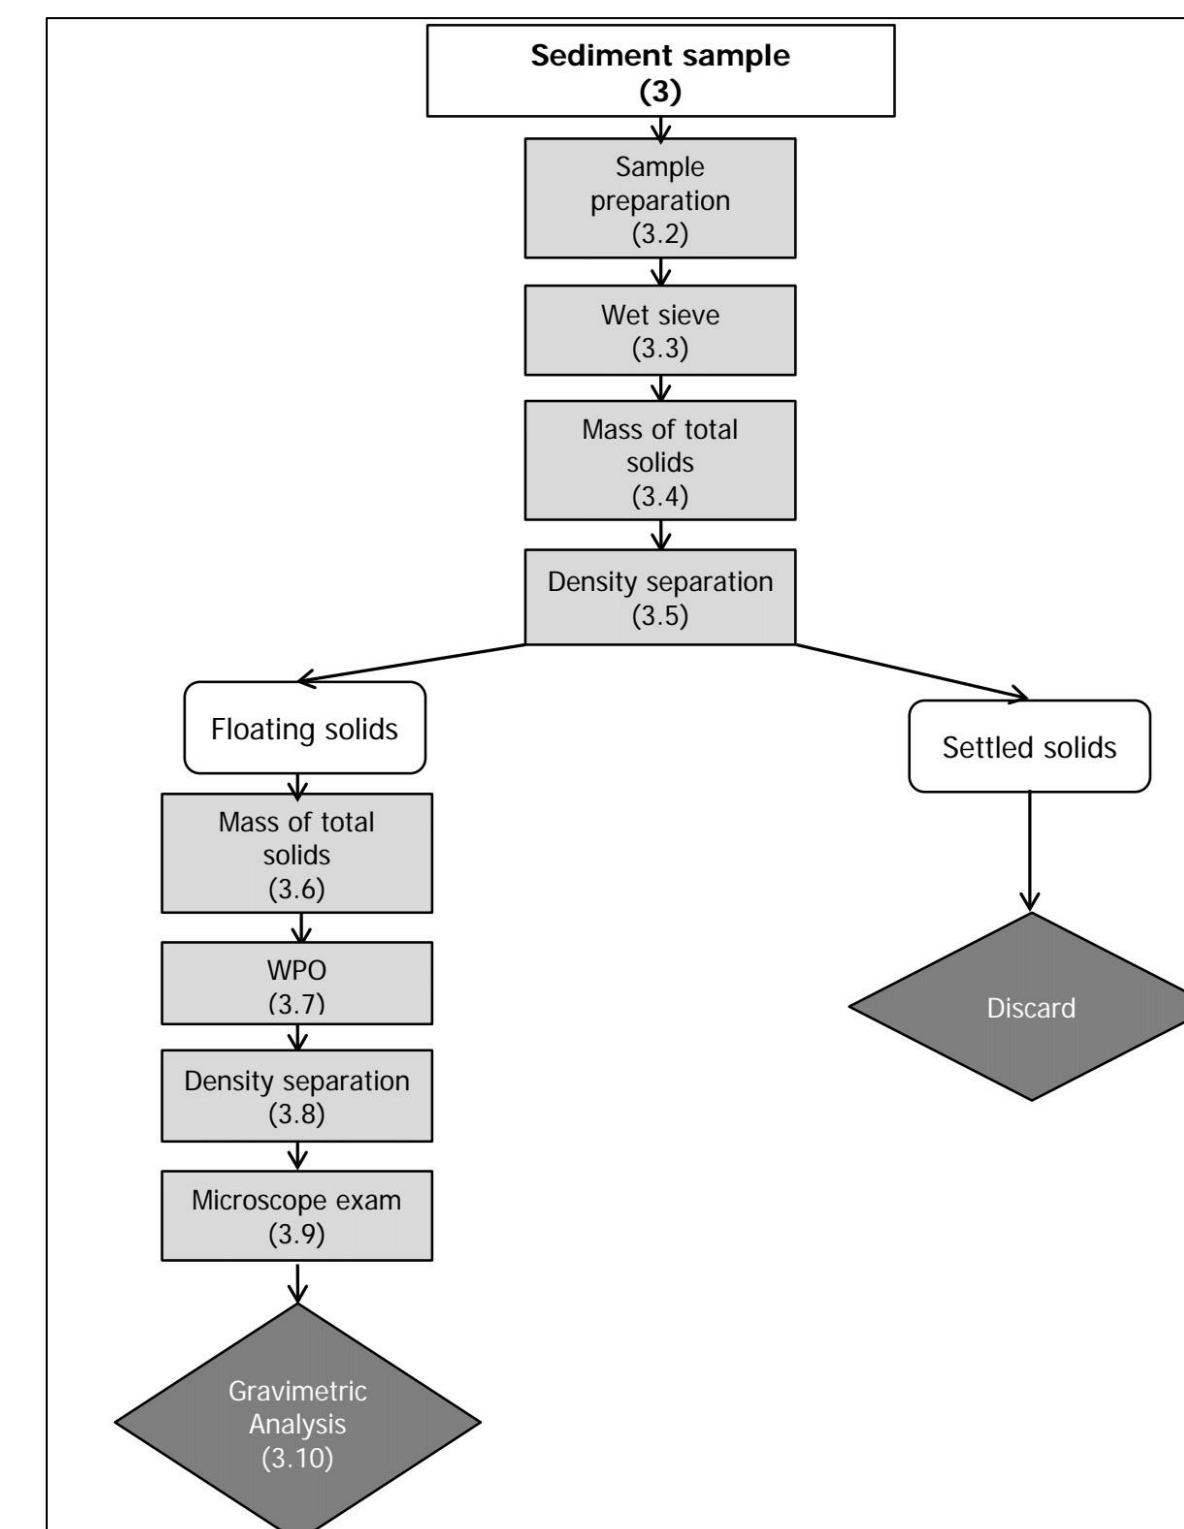 Sediment sample
(3)
Sample
preparation
(3.2)
Wet sieve
(3.3)
Mass of total
solids
(3.4)
Density separation
(3.5)
Floating solids
Settled solids
Mass of total
solids
(3.6)
WPO
(3.7)
Discard
Density separation
(3.8)
Microscope exam
(3.9)
Gravimetric
Analysis
(3.10)